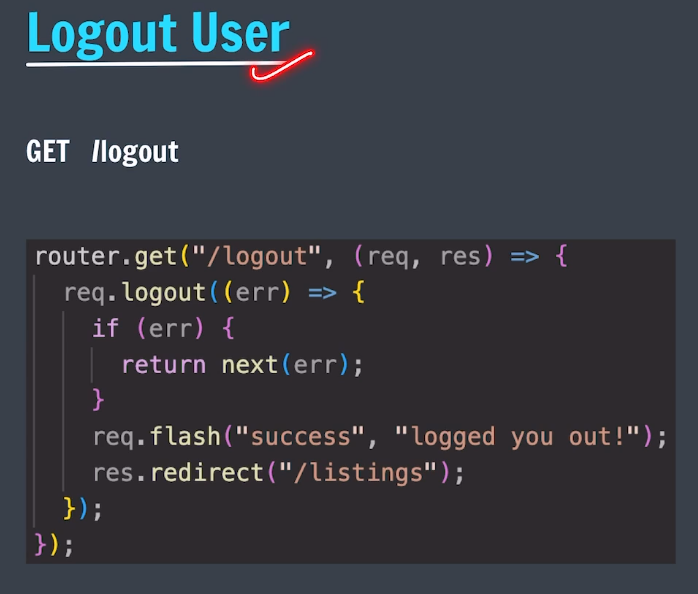 Logout User
GET /logout
router.get("/logout", (req, res) => {
req.logout((err) => {
if (err) {
return next(err);
}
req.flash("success", "logged you out!");
res.redirect("/listings");
});
});